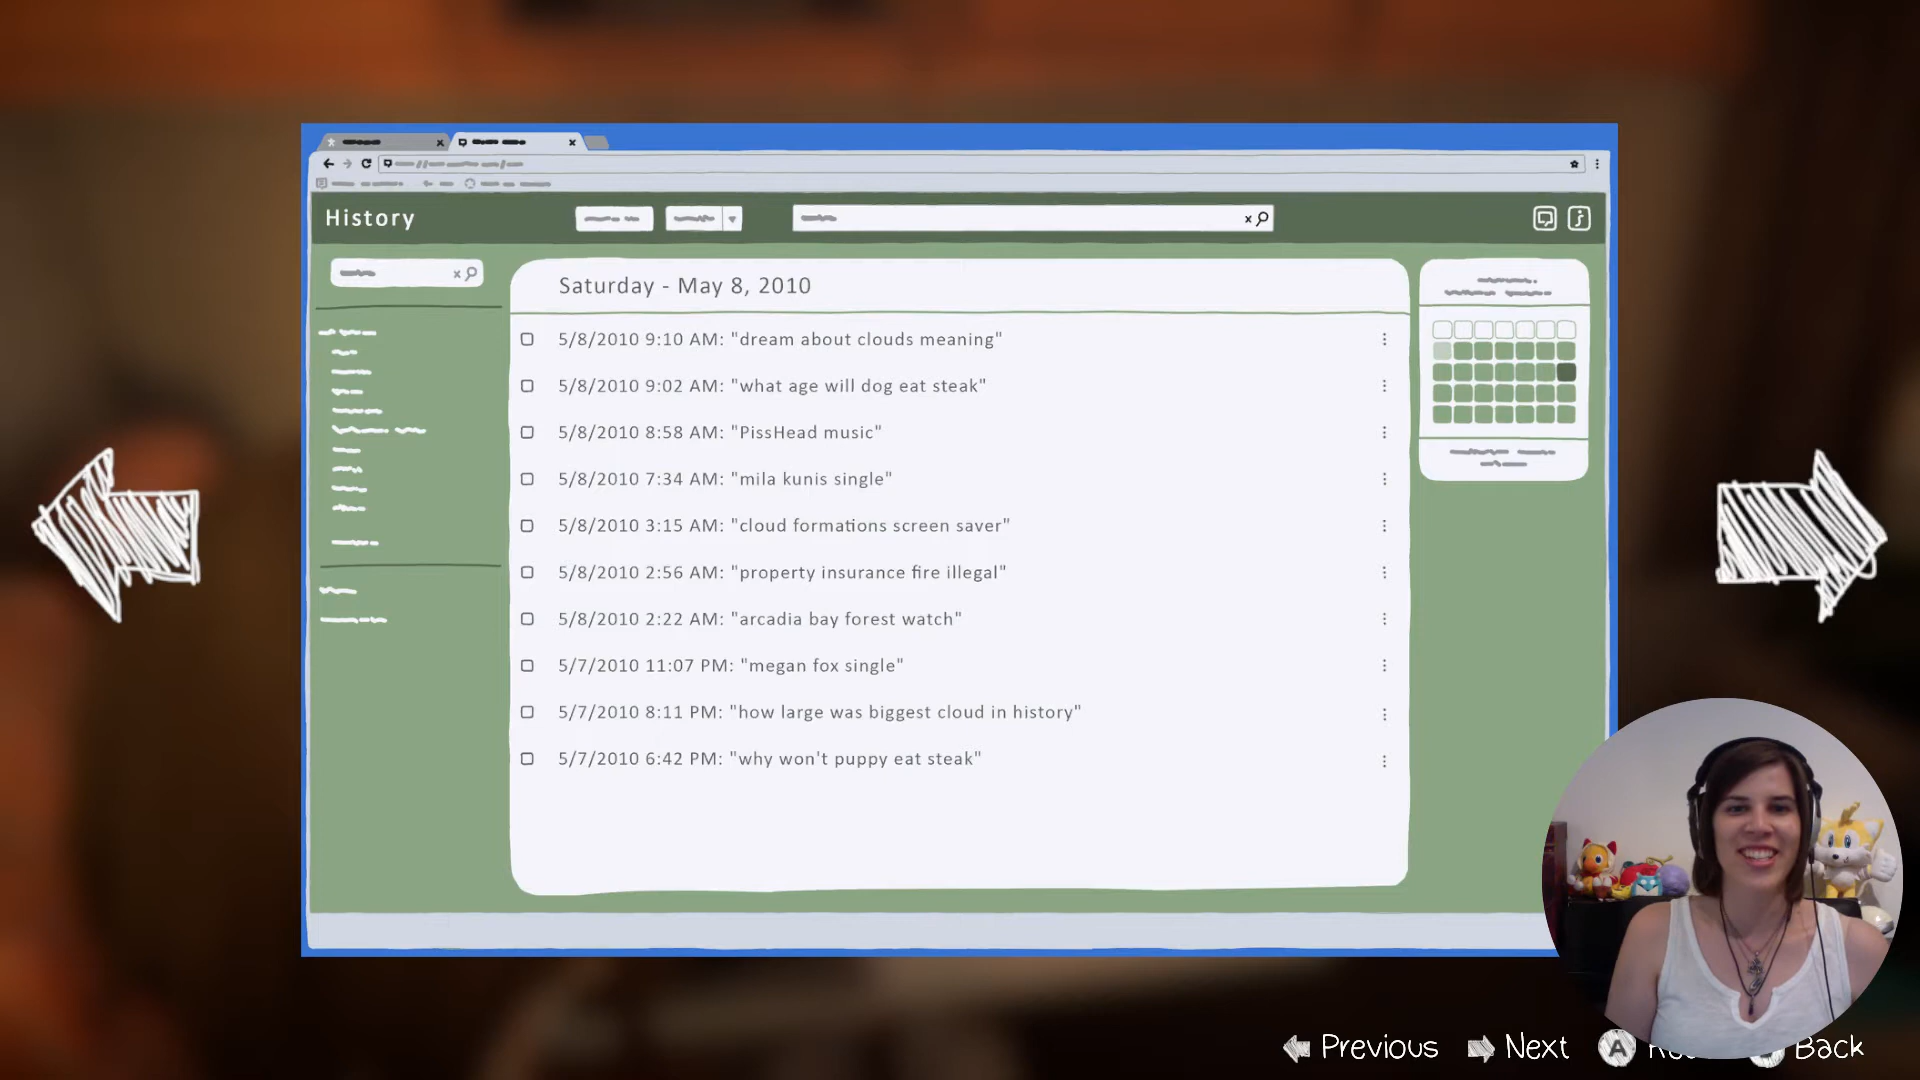 History
Saturday - May 8, 2010
5/8/2010 9:10 AM: "dream about clouds meaning"
5/8/2010 9:02 AM: "what age will dog eat steak"
5/8/2010 8:58 AM: "PissHead music"
5/8/2010 7:34 AM: "mila kunis single"
5/8/2010 3:15 AM: "cloud formations screen saver"
5/8/2010 2:56 AM: "property insurance fire illegal"
5/8/2010 2:22 AM: "arcadia bay forest watch"
5/7/2010 11:07 PM: "megan fox single"
5/7/2010 8:11 PM: "how large was biggest cloud in history"
5/7/2010 6:42 PM: "why won't puppy eat steak"
Previous Next A Back